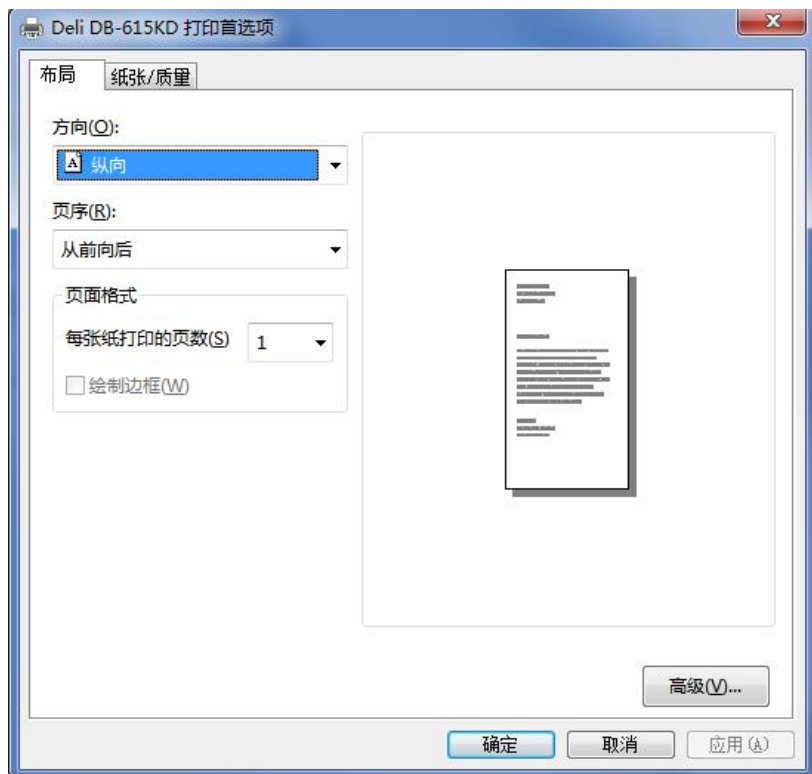 Deli DB-615KD 打印首选项
布局
纸张/质量
方向(O):
A 纵向
页序(R):
从前向后
页面格式
每张纸打印的页数(S) 1
绘制边框(W)
高级(V)...
确定 取消 应用(A)